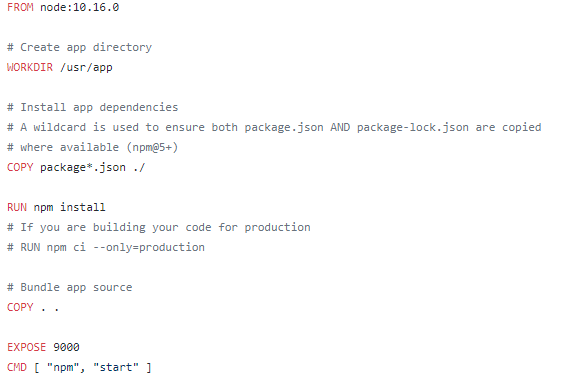 FROM node:10.16.0
# Create app directory
WORKDIR /usr/app
# Install app dependencies
# A wildcard is used to ensure both package.json AND package-lock.json are copied
# where available (npm@5+)
COPY package*.json ./
RUN npm install
# If you are building your code for production
# RUN npm ci --only=production
# Bundle app source
COPY . .
EXPOSE 9000
CMD [ "npm", "start" ]